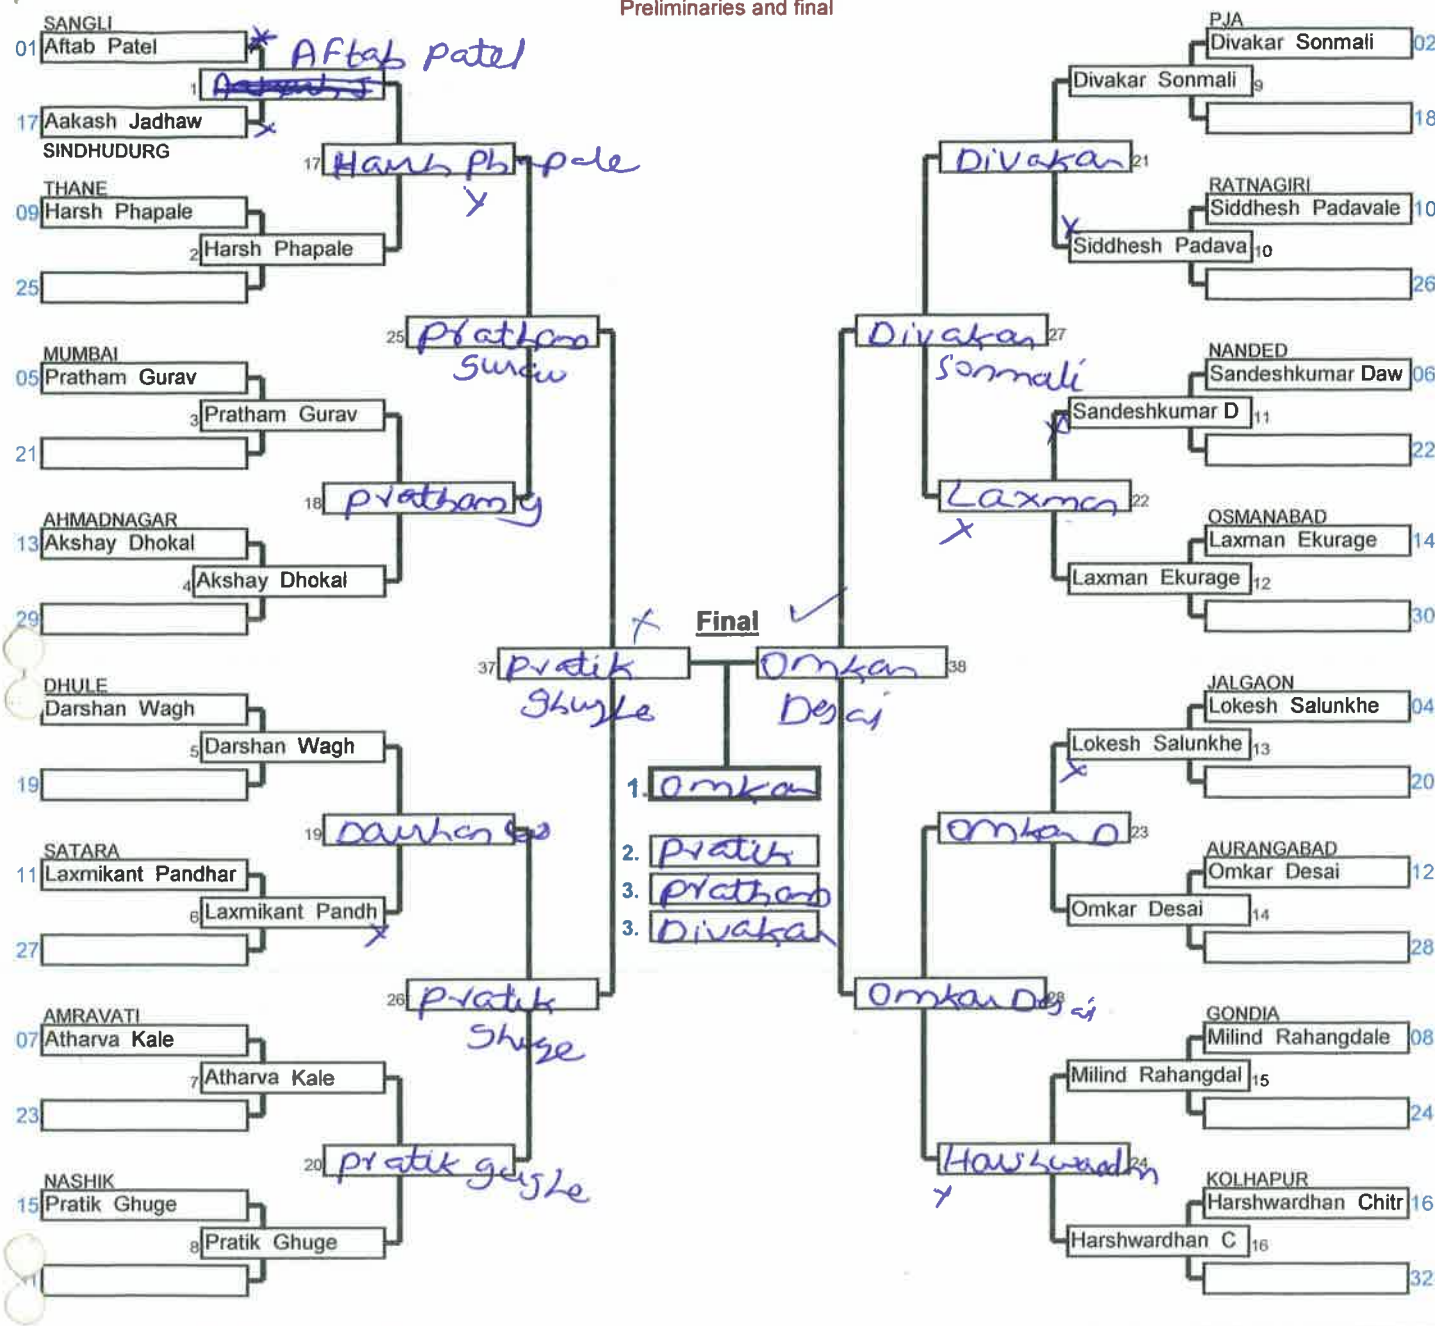 Preliminaries and final
SANGLI
01 Aftab Patel
Aftab Patel
1
17 Aakash Jadhaw
SINDHUDURG
17 Harsh Phapale
THANE
09 Harsh Phapale
2 Harsh Phapale
25
25 Pratham
Gurav
MUMBAI
05 Pratham Gurav
3 Pratham Gurav
21
18 Pratham g
AHMADNAGAR
13 Akshay Dhokal
4 Akshay Dhokal
29
37 Pratik
Ghuge
DHULE
Darshan Wagh
5 Darshan Wagh
19
19 Darshan
SATARA
11 Laxmikant Pandhar
6 Laxmikant Pandh
27
26 Pratik
Ghuge
AMRAVATI
07 Atharva Kale
7 Atharva Kale
23
20 Pratik
NASHIK
15 Pratik Ghuge
8 Pratik Ghuge
Final
1. Omkar
2. Pratik
3. Pratham
3. Divakar
PJA
Divakar Sonmali 02
Divakar Sonmali 9
18
Divakar 21
RATNAGIRI
Siddhesh Padavale 10
Siddhesh Padava 10
26
Divakar 27
Sonmali
NANDED
Sandeshkumar Daw 06
Sandeshkumar D 11
22
Laxman 22
OSMANABAD
Laxman Ekurage 14
Laxman Ekurage 12
30
Omkar 38
Desai
JALGAON
Lokesh Salunkhe 04
Lokesh Salunkhe 13
20
Omkar D 23
AURANGABAD
Omkar Desai 12
Omkar Desai 14
28
Omkar Desai 28
GONDIA
Milind Rahangdale 08
Milind Rahangdal 15
24
Harshwardhn 24
KOLHAPUR
Harshwardhan Chitr 16
Harshwardhan C 16
32